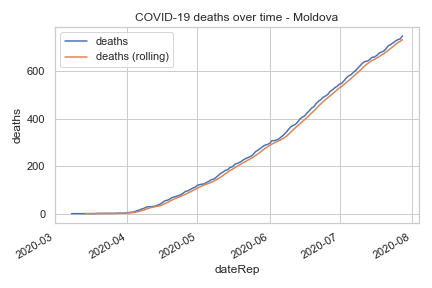 COVID-19 deaths over time - Moldova
deaths
deaths (rolling)
deaths
600
400
200
0
2020-03
2020-04
2020-05
2020-06
2020-07
2020-08
dateRep